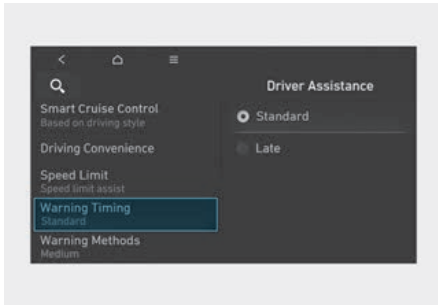 Driver Assistance
Smart Cruise Control
Based on driving style
Driving Convenience
Speed Limit
Speed limit assist
Warning Timing
Standard
Warning Methods
Medium
Standard
Late